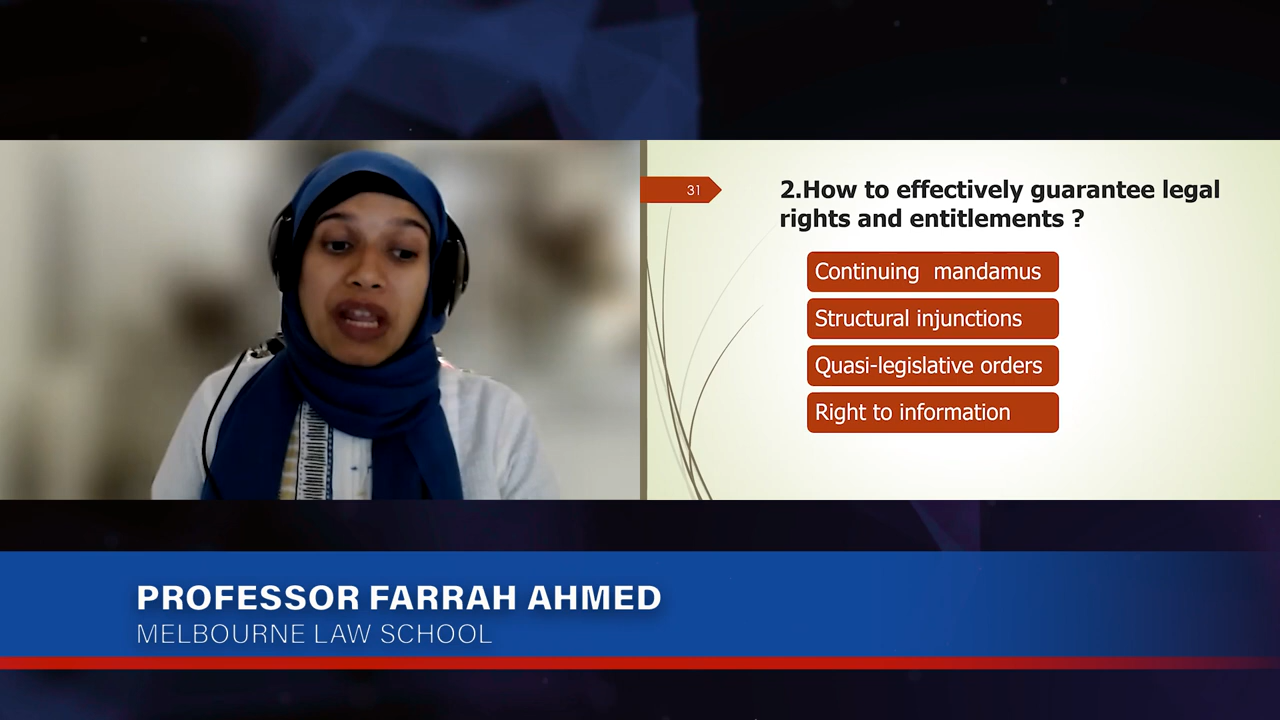 31
2.How to effectively guarantee legal
rights and entitlements ?
Continuing  mandamus
Structural injunctions
Quasi-legislative orders
Right to information
PROFESSOR FARRAH AHMED
MELBOURNE LAW SCHOOL